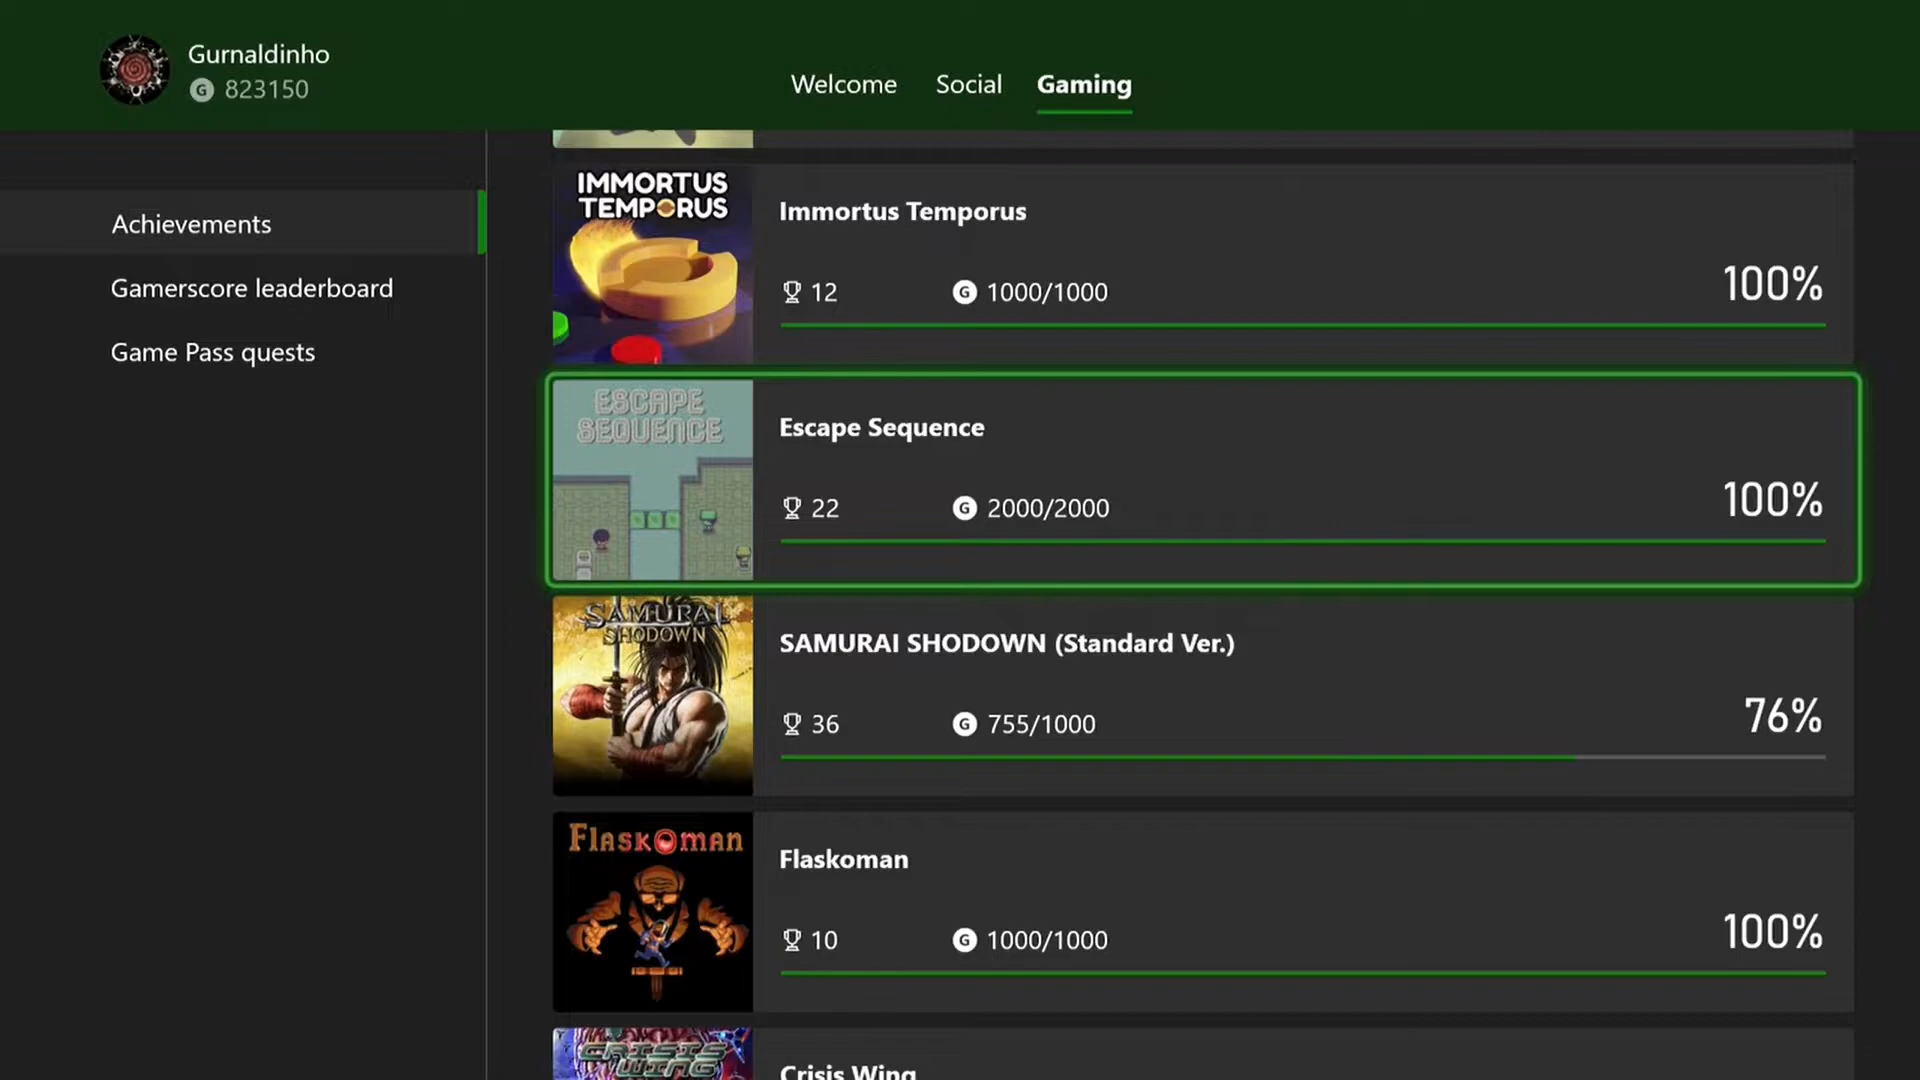 Gurnaldinho
G 823150
Welcome
Social
Gaming
Achievements
Gamerscore leaderboard
Game Pass quests
IMMORTUS
TEMPORUS
Immortus Temporus
12
G 1000/1000
100%
ESCAPE
SEQUENCE
Escape Sequence
22
G 2000/2000
100%
SAMURAI
SHODOWN
SAMURAI SHODOWN (Standard Ver.)
36
G 755/1000
76%
FLASKOMAN
Flaskoman
10
G 1000/1000
100%
CRISIS
WING
Crisis Wing